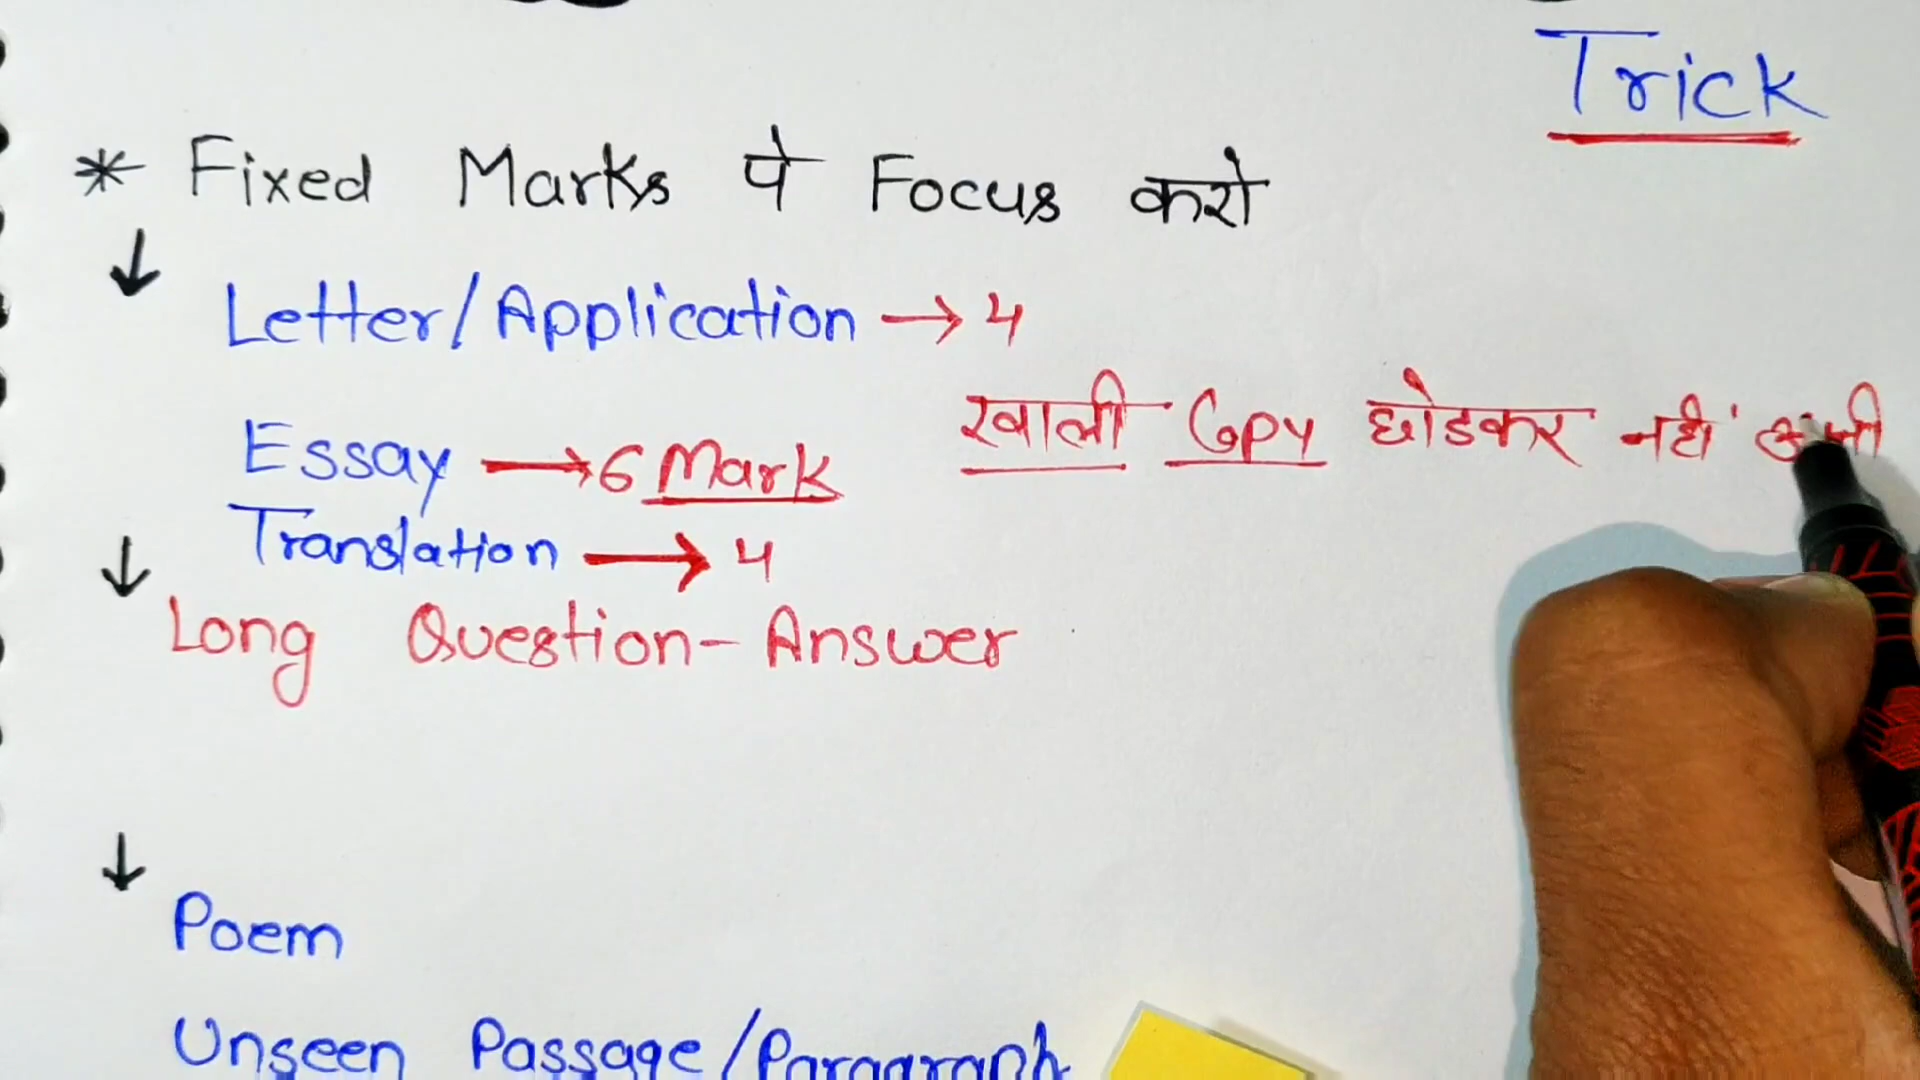 Trick
* Fixed Marks पे Focus करो
↓
Letter/Application → 4
खाली Copy छोडकर नहीं
Essay → 6 Mark
Translation → 4
↓
Long Question-Answer
↓
Poem
Unseen Passage/Paragraph